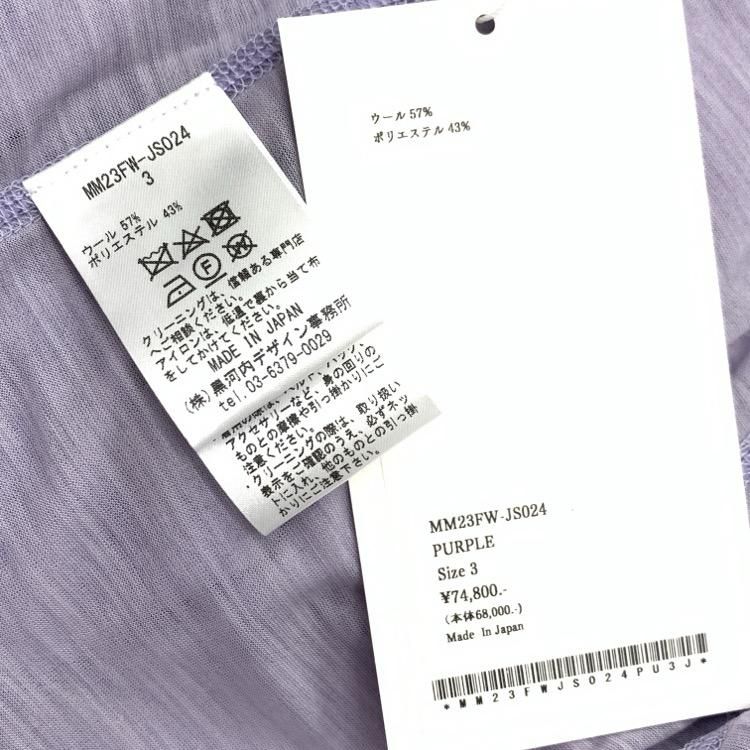 MM23FW-JS024
3
ウール 57%
ポリエステル 43%
F
W
クリーニングは、信頼ある専門店
へご相談ください。
アイロンは、低温で裏から当て布
をしてかけてください。
MADE IN JAPAN
(株)黒河内デザイン事務所
tel.03-6379-0029
アクセサリーなど、身の回りの
ものとの摩擦や引っ掛かりにご
注意ください。
・クリーニングの際は、取り扱い
表示をご確認のうえ、必ずネッ
トに入れ、他のものとの引っ掛
かりにご注意下さい。
ウール 57%
ポリエステル 43%
MM23FW-JS024
PURPLE
Size 3
¥74,800.-
(本体68,000.-)
Made In Japan
*MM23FWJS024PU3J*